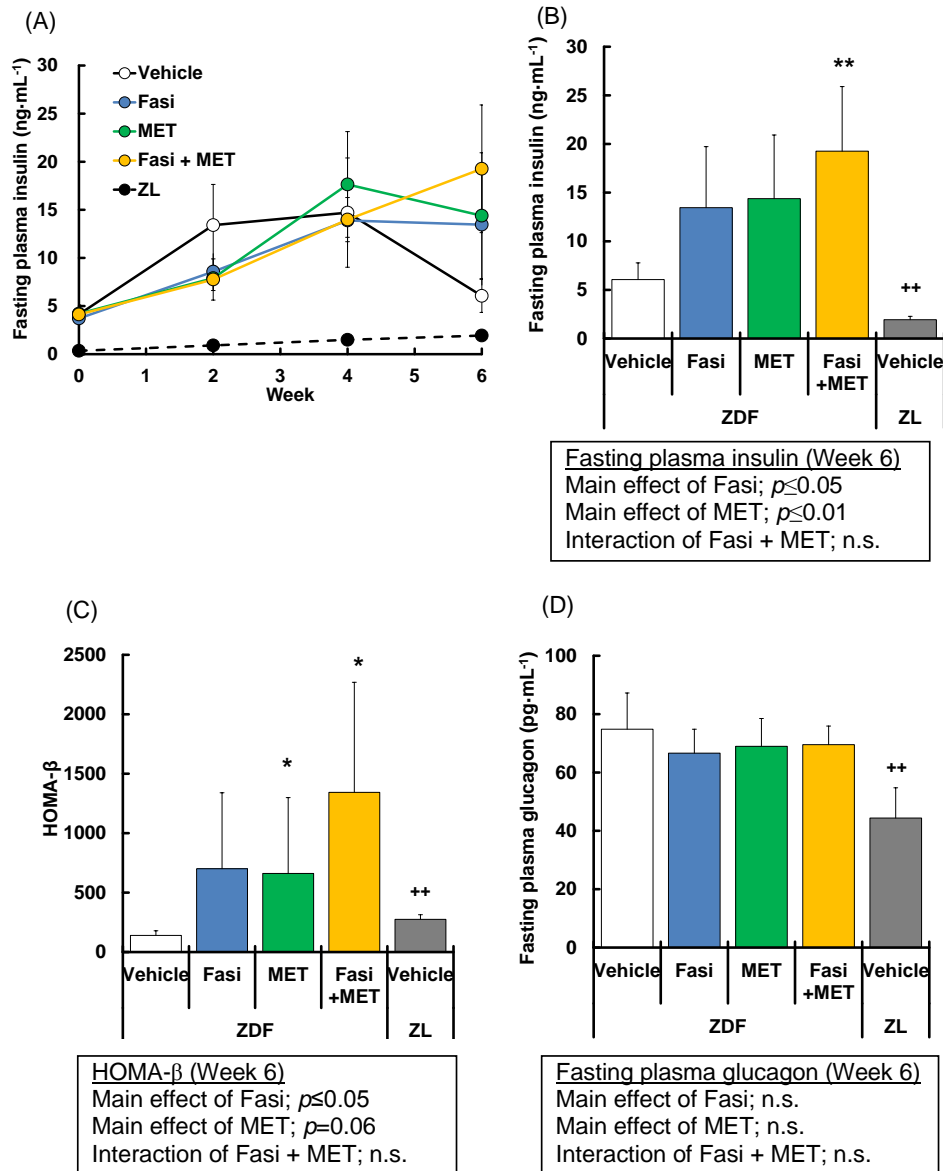 (A)
Fasting plasma insulin (ng·mL⁻¹)
30
25
20
15
10
5
0
Vehicle
Fasi
MET
Fasi + MET
ZL
0 1 2 3 4 5 6
Week
(B)
Fasting plasma insulin (ng·mL⁻¹)
30
25
20
15
10
5
0
**
++
Vehicle Fasi MET Fasi Vehicle
+MET
ZDF ZL
Fasting plasma insulin (Week 6)
Main effect of Fasi; p≤0.05
Main effect of MET; p≤0.01
Interaction of Fasi + MET; n.s.
(C)
HOMA-β
2500
2000
1500
1000
500
0
*
*
++
Vehicle Fasi MET Fasi Vehicle
+MET
ZDF ZL
HOMA-β (Week 6)
Main effect of Fasi; p≤0.05
Main effect of MET; p=0.06
Interaction of Fasi + MET; n.s.
(D)
Fasting plasma glucagon (pg·mL⁻¹)
100
80
60
40
20
0
++
Vehicle Fasi MET Fasi Vehicle
+MET
ZDF ZL
Fasting plasma glucagon (Week 6)
Main effect of Fasi; n.s.
Main effect of MET; n.s.
Interaction of Fasi + MET; n.s.